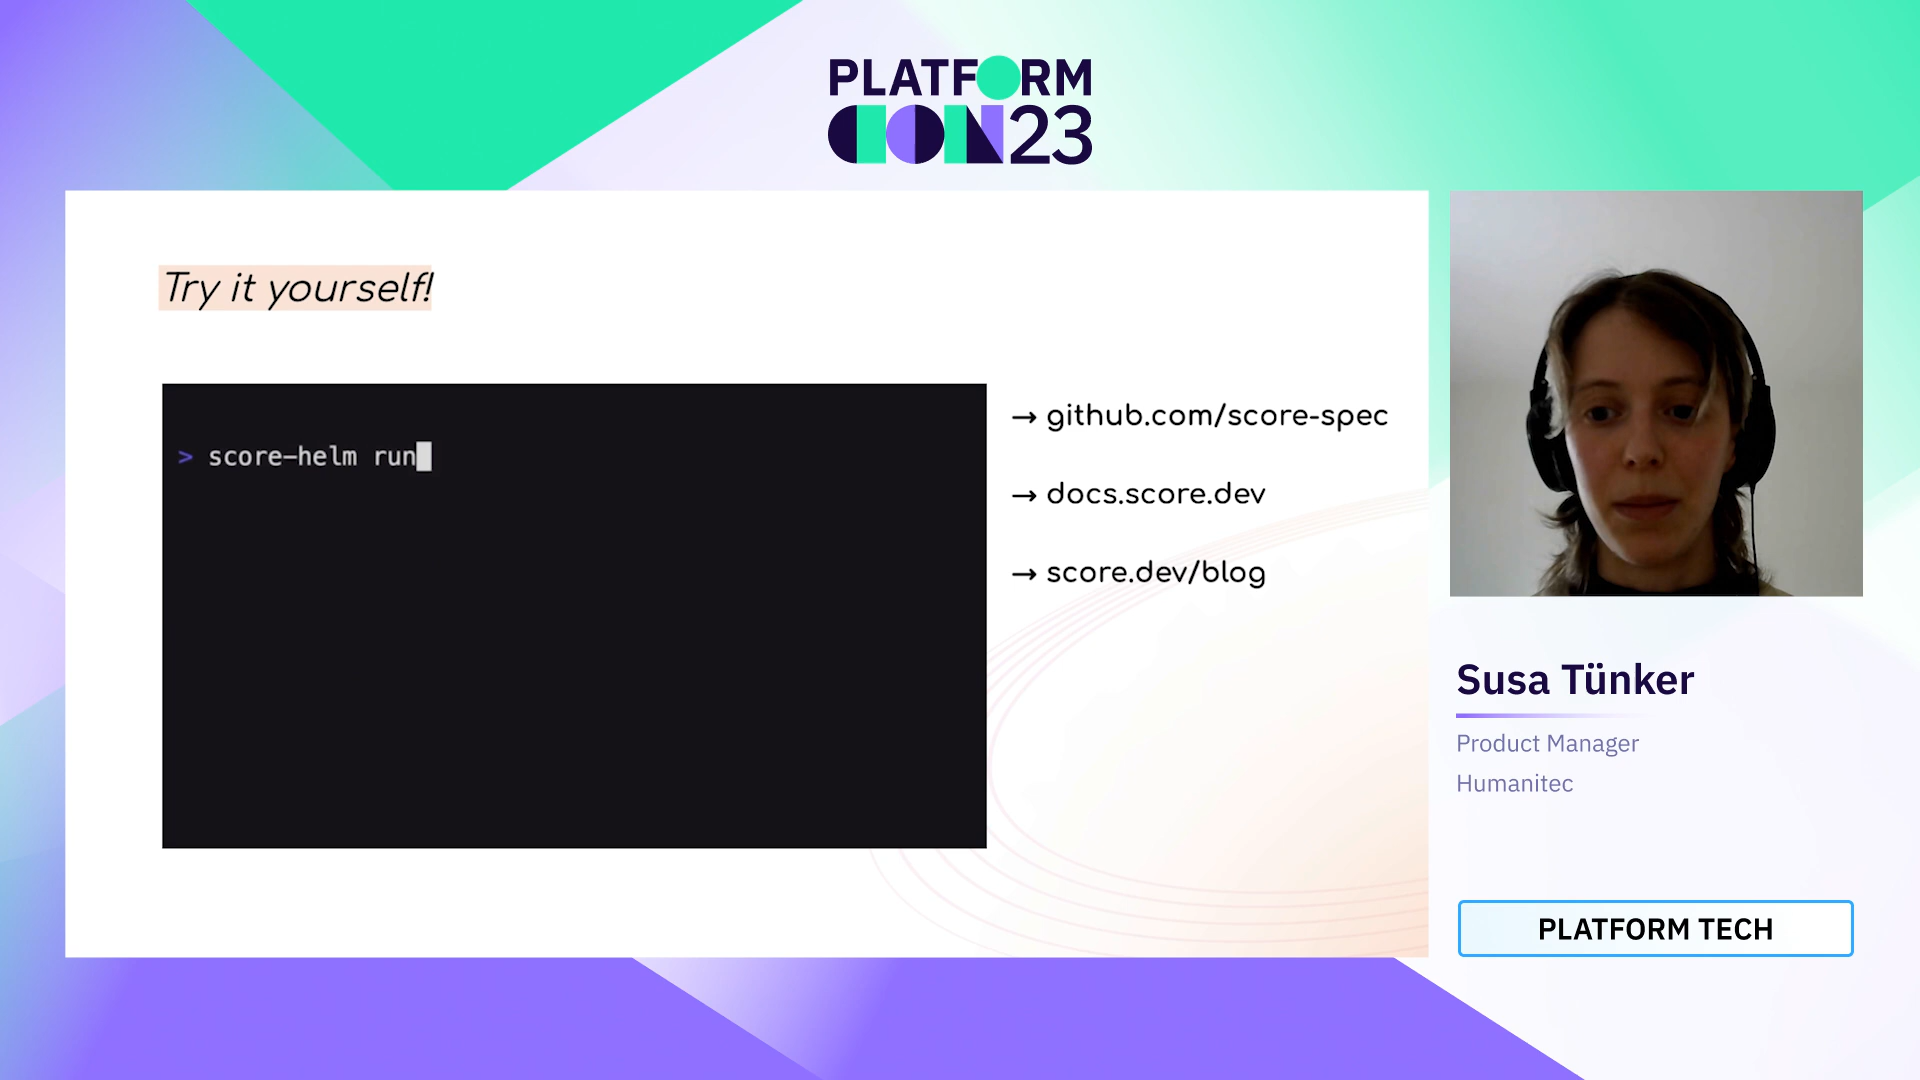 PLATFORM
CON23
Try it yourself!
> score-helm run
→ github.com/score-spec
→ docs.score.dev
→ score.dev/blog
Susa Tünker
Product Manager
Humanitec
PLATFORM TECH